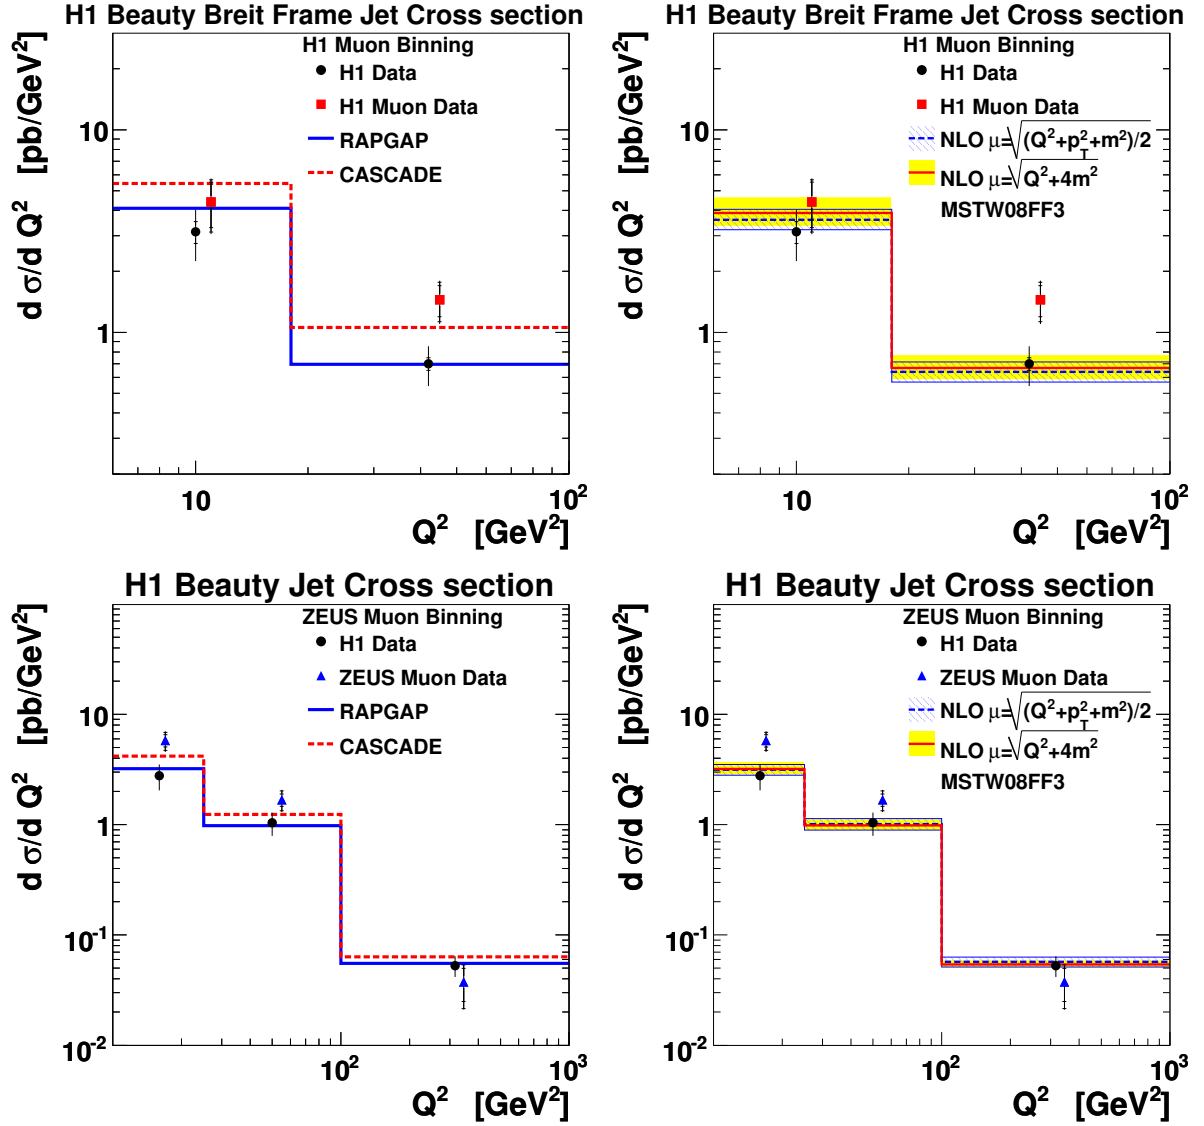 H1 Beauty Breit Frame Jet Cross section
d σ/d Q² [pb/GeV²]
H1 Muon Binning
H1 Data
H1 Muon Data
RAPGAP
CASCADE
10
1
10
10²
Q² [GeV²]
H1 Beauty Breit Frame Jet Cross section
d σ/d Q² [pb/GeV²]
H1 Muon Binning
H1 Data
H1 Muon Data
NLO μ=√(Q²+p_T²+m²)/2
NLO μ=√Q²+4m²
MSTW08FF3
10
1
10
10²
Q² [GeV²]
H1 Beauty Jet Cross section
d σ/d Q² [pb/GeV²]
ZEUS Muon Binning
H1 Data
ZEUS Muon Data
RAPGAP
CASCADE
10
1
10⁻¹
10⁻²
10²
10³
Q² [GeV²]
H1 Beauty Jet Cross section
d σ/d Q² [pb/GeV²]
ZEUS Muon Binning
H1 Data
ZEUS Muon Data
NLO μ=√(Q²+p_T²+m²)/2
NLO μ=√Q²+4m²
MSTW08FF3
10
1
10⁻¹
10⁻²
10²
10³
Q² [GeV²]